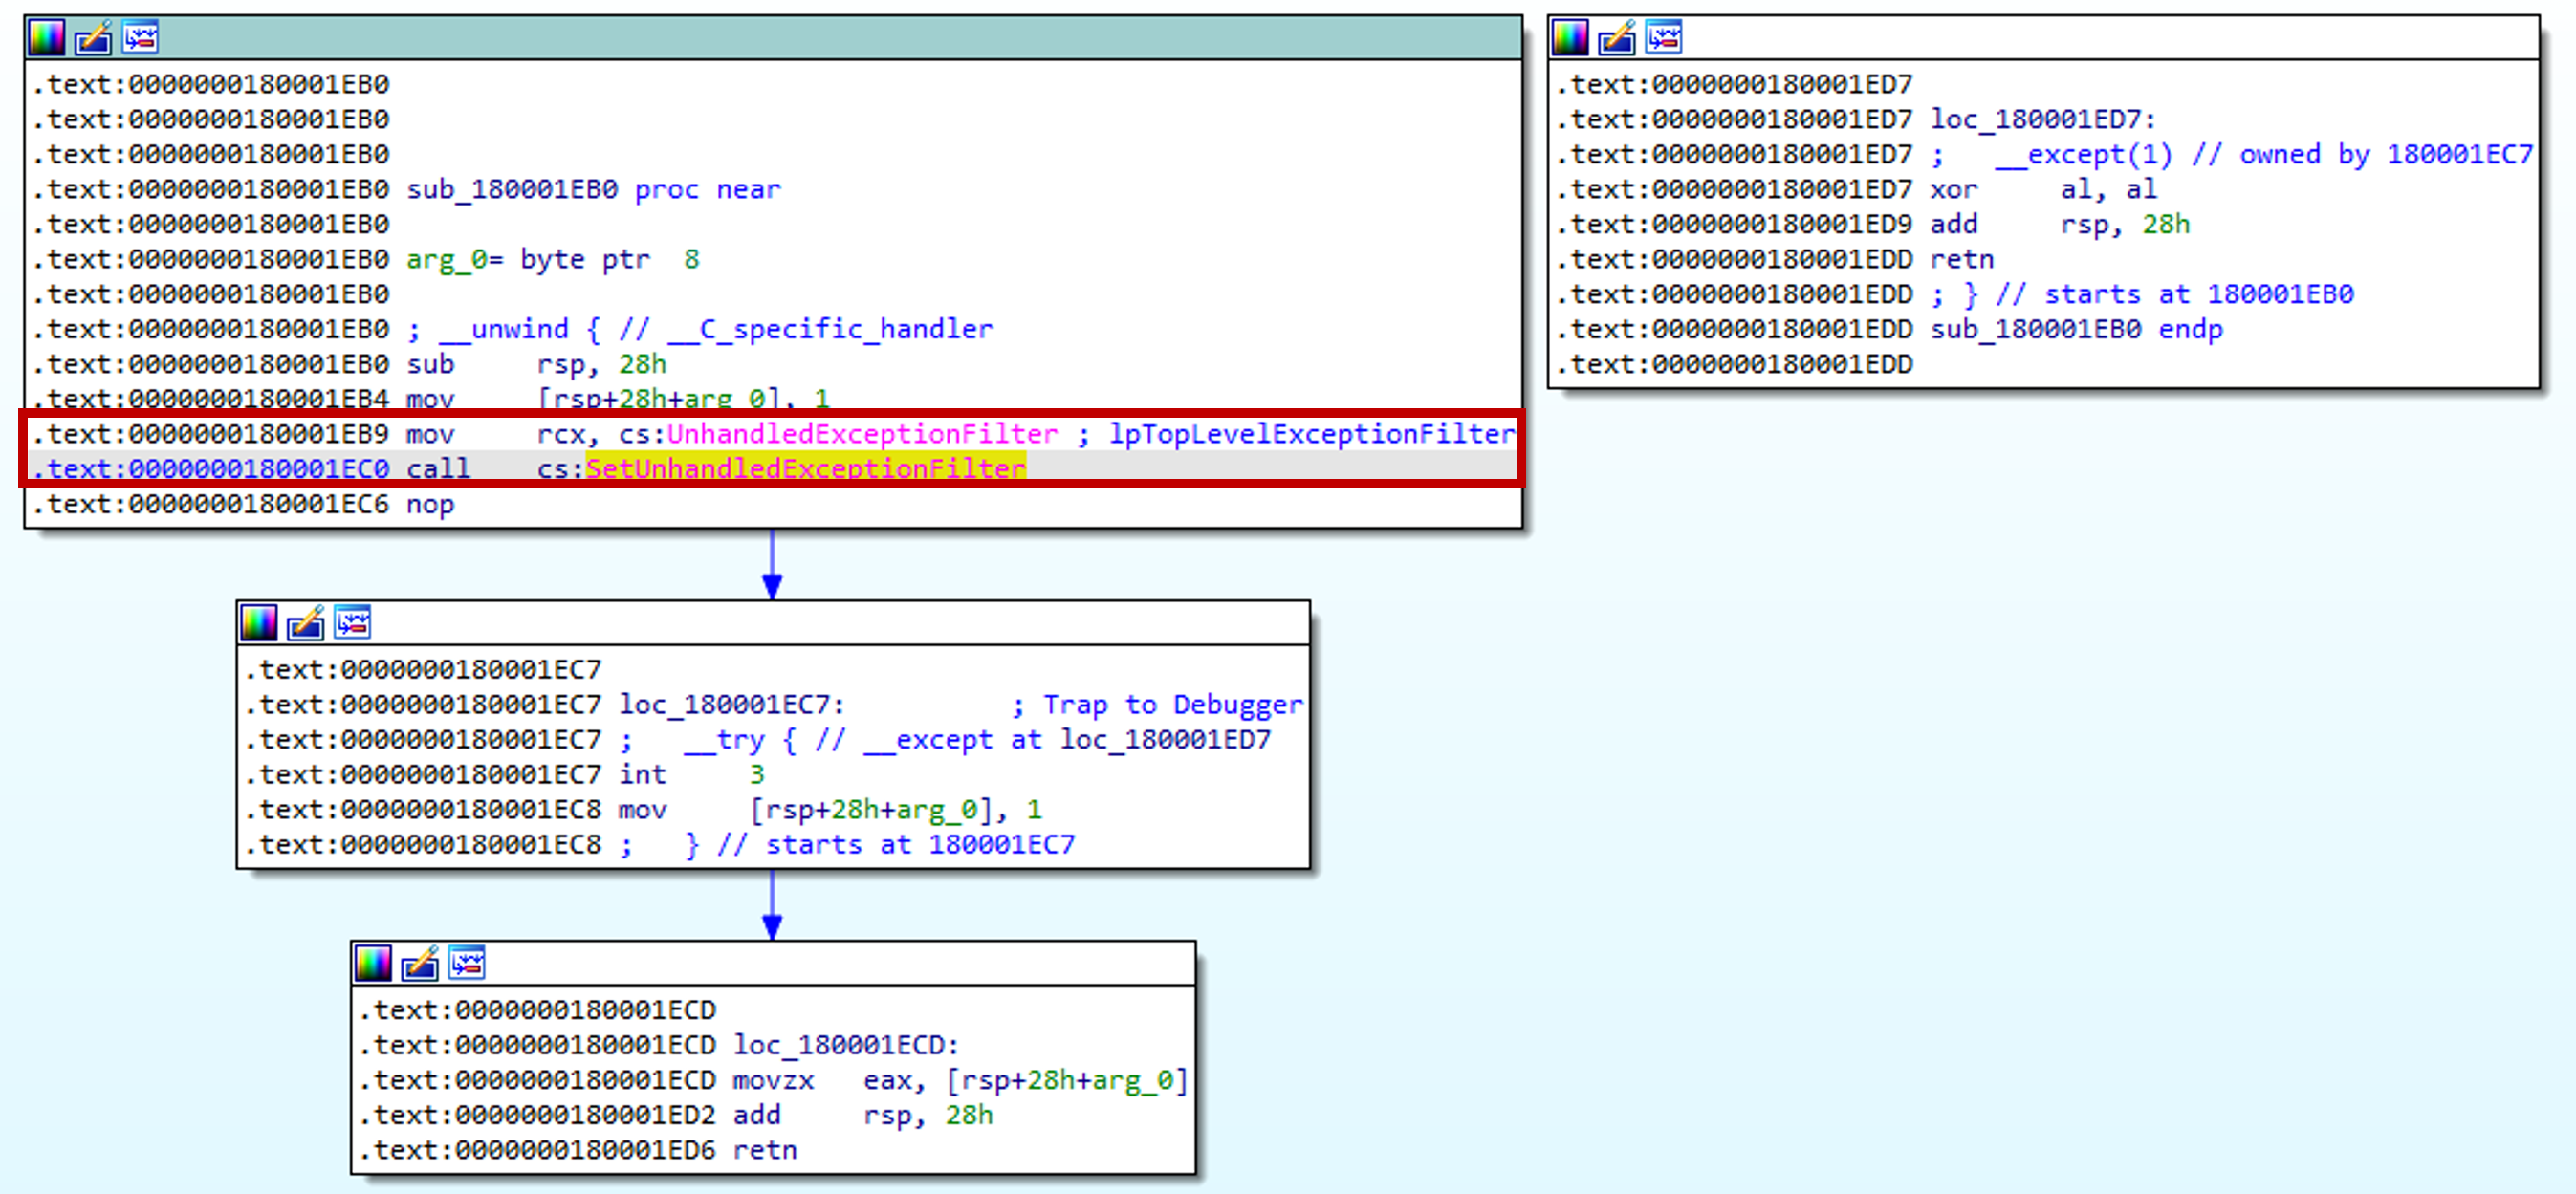 .text:0000000180001EB0
.text:0000000180001EB0
.text:0000000180001EB0
.text:0000000180001EB0 sub_180001EB0 proc near
.text:0000000180001EB0
.text:0000000180001EB0 arg_0= byte ptr  8
.text:0000000180001EB0
.text:0000000180001EB0 ; __unwind { // __C_specific_handler
.text:0000000180001EB0 sub     rsp, 28h
.text:0000000180001EB4 mov     [rsp+28h+arg_0], 1
.text:0000000180001EB9 mov     rcx, cs:UnhandledExceptionFilter ; lpTopLevelExceptionFilter
.text:0000000180001EC0 call    cs:SetUnhandledExceptionFilter
.text:0000000180001EC6 nop
.text:0000000180001ED7
.text:0000000180001ED7 loc_180001ED7:
.text:0000000180001ED7 ;   __except(1) // owned by 180001EC7
.text:0000000180001ED7 xor     al, al
.text:0000000180001ED9 add     rsp, 28h
.text:0000000180001EDD retn
.text:0000000180001EDD ; } // starts at 180001EB0
.text:0000000180001EDD sub_180001EB0 endp
.text:0000000180001EDD
.text:0000000180001EC7
.text:0000000180001EC7 loc_180001EC7:          ; Trap to Debugger
.text:0000000180001EC7 ;   __try { // __except at loc_180001ED7
.text:0000000180001EC7 int     3
.text:0000000180001EC8 mov     [rsp+28h+arg_0], 1
.text:0000000180001EC8 ;   } // starts at 180001EC7
.text:0000000180001ECD
.text:0000000180001ECD loc_180001ECD:
.text:0000000180001ECD movzx   eax, [rsp+28h+arg_0]
.text:0000000180001ED2 add     rsp, 28h
.text:0000000180001ED6 retn